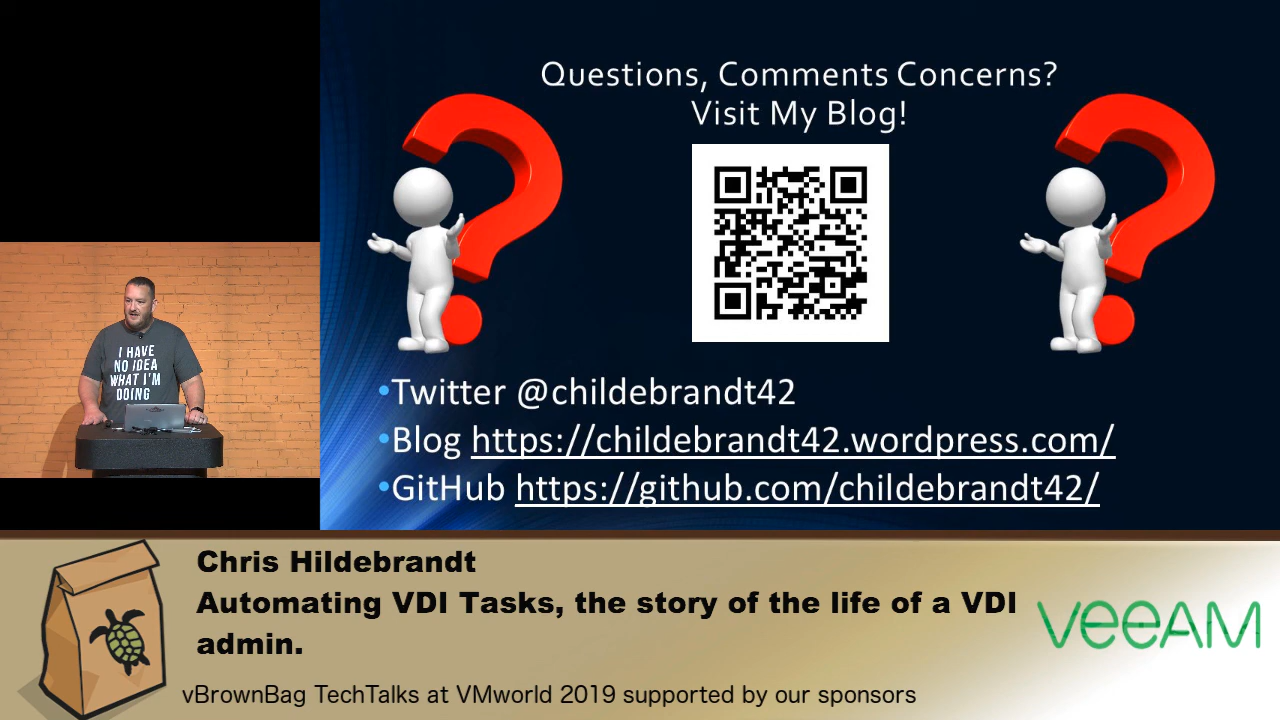 Questions, Comments Concerns?
Visit My Blog!
I HAVE
NO IDEA
WHAT I'M
DOING
•Twitter @childebrandt42
•Blog https://childebrandt42.wordpress.com/
•GitHub https://github.com/childebrandt42/
Chris Hildebrandt
Automating VDI Tasks, the story of the life of a VDI
admin.
veeAM
vBrownBag TechTalks at VMworld 2019 supported by our sponsors